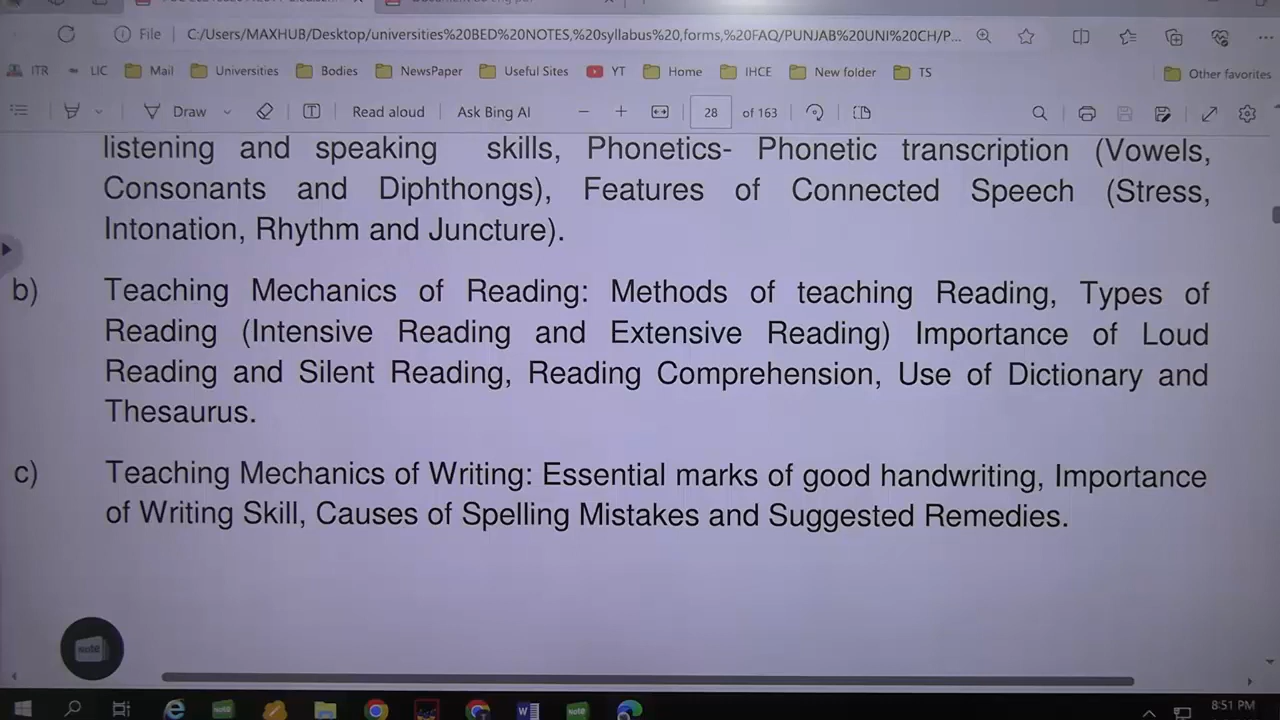 File C:/Users/MAXHUB/Desktop/universities%20BED%20NOTES,%20syllabus%20,forms,%20FAQ/PUNJAB%20UNI%20CH/P...
ITR LIC Mail Universities Bodies NewsPaper Useful Sites YT Home IHCE New folder TS Other favorites
Draw Read aloud Ask Bing AI 28 of 163
listening and speaking skills, Phonetics- Phonetic transcription (Vowels,
Consonants and Diphthongs), Features of Connected Speech (Stress,
Intonation, Rhythm and Juncture).
b) Teaching Mechanics of Reading: Methods of teaching Reading, Types of
Reading (Intensive Reading and Extensive Reading) Importance of Loud
Reading and Silent Reading, Reading Comprehension, Use of Dictionary and
Thesaurus.
c) Teaching Mechanics of Writing: Essential marks of good handwriting, Importance
of Writing Skill, Causes of Spelling Mistakes and Suggested Remedies.
Note
Note Note
8:51 PM